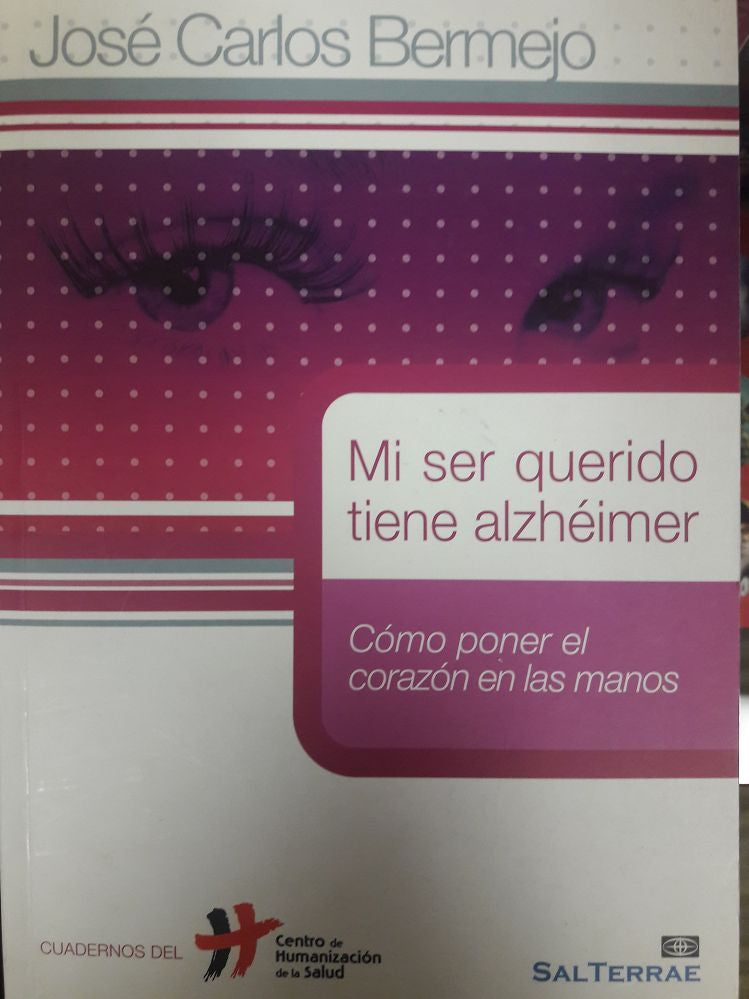 José Carlos Bermejo
Mi ser querido
tiene alzhéimer
Cómo poner el
corazón en las manos
CUADERNOS DEL
Centro de
Humanización
de la Salud
SALTERRAE